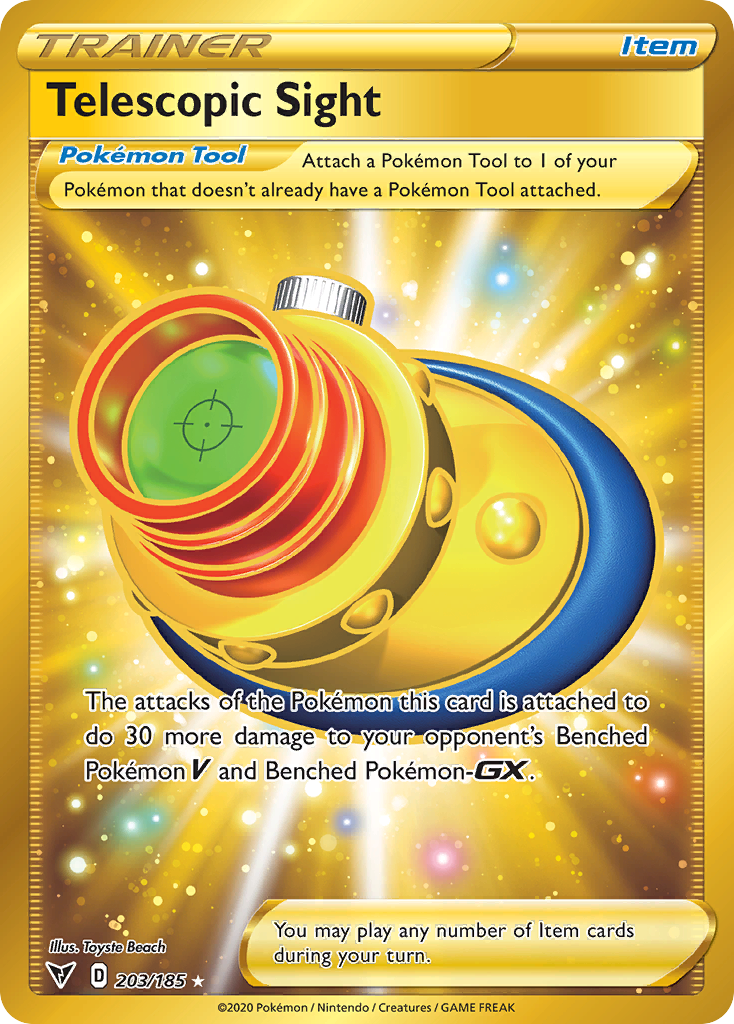 TRAINER
Item
Telescopic Sight
Pokémon Tool
Attach a Pokémon Tool to 1 of your
Pokémon that doesn't already have a Pokémon Tool attached.
The attacks of the Pokémon this card is attached to
do 30 more damage to your opponent's Benched
Pokémon V and Benched Pokémon-GX.
You may play any number of Item cards
during your turn.
Illus. Toyste Beach
D 203/185 ★
©2020 Pokémon / Nintendo / Creatures / GAME FREAK